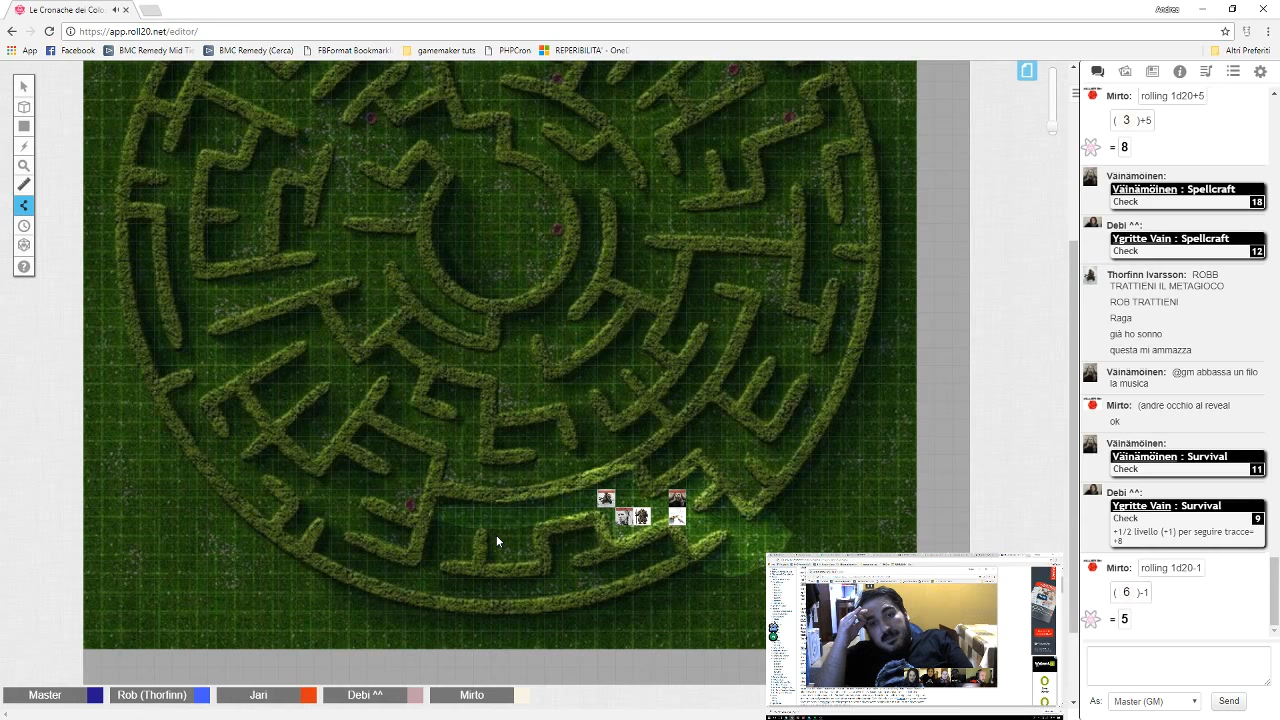 Le Cronache dei Colo
Andrea
https://app.roll20.net/editor/
App
Facebook
BMC Remedy Mid Tie
BMC Remedy (Cerca)
FBFormat Bookmarkl
gamemaker tuts
PHPCron
REPERIBILITA' - OneD
Altri Preferiti
Mirto: rolling 1d20+5
( 3 )+5
= 8
Vainamoinen:
Väinämöinen : Spellcraft
Check 18
Debi ^^:
Ygritte Vain : Spellcraft
Check 12
Thorfinn Ivarsson: ROBB
TRATTIENI IL METAGIOCO
ROB TRATTIENI
Raga
già ho sonno
questa mi ammazza
Vainamoinen: @gm abbassa un filo
la musica
Mirto: (andre occhio al reveal
ok
Väinämöinen:
Väinämöinen : Survival
Check 11
Debi ^^:
Ygritte Vain : Survival
Check 9
+1/2 livello (+1) per seguire tracce=
+8
Mirto: rolling 1d20-1
( 6 )-1
= 5
As: Master (GM) Send
Master
Rob (Thorfinn)
Jari
Debi ^^
Mirto